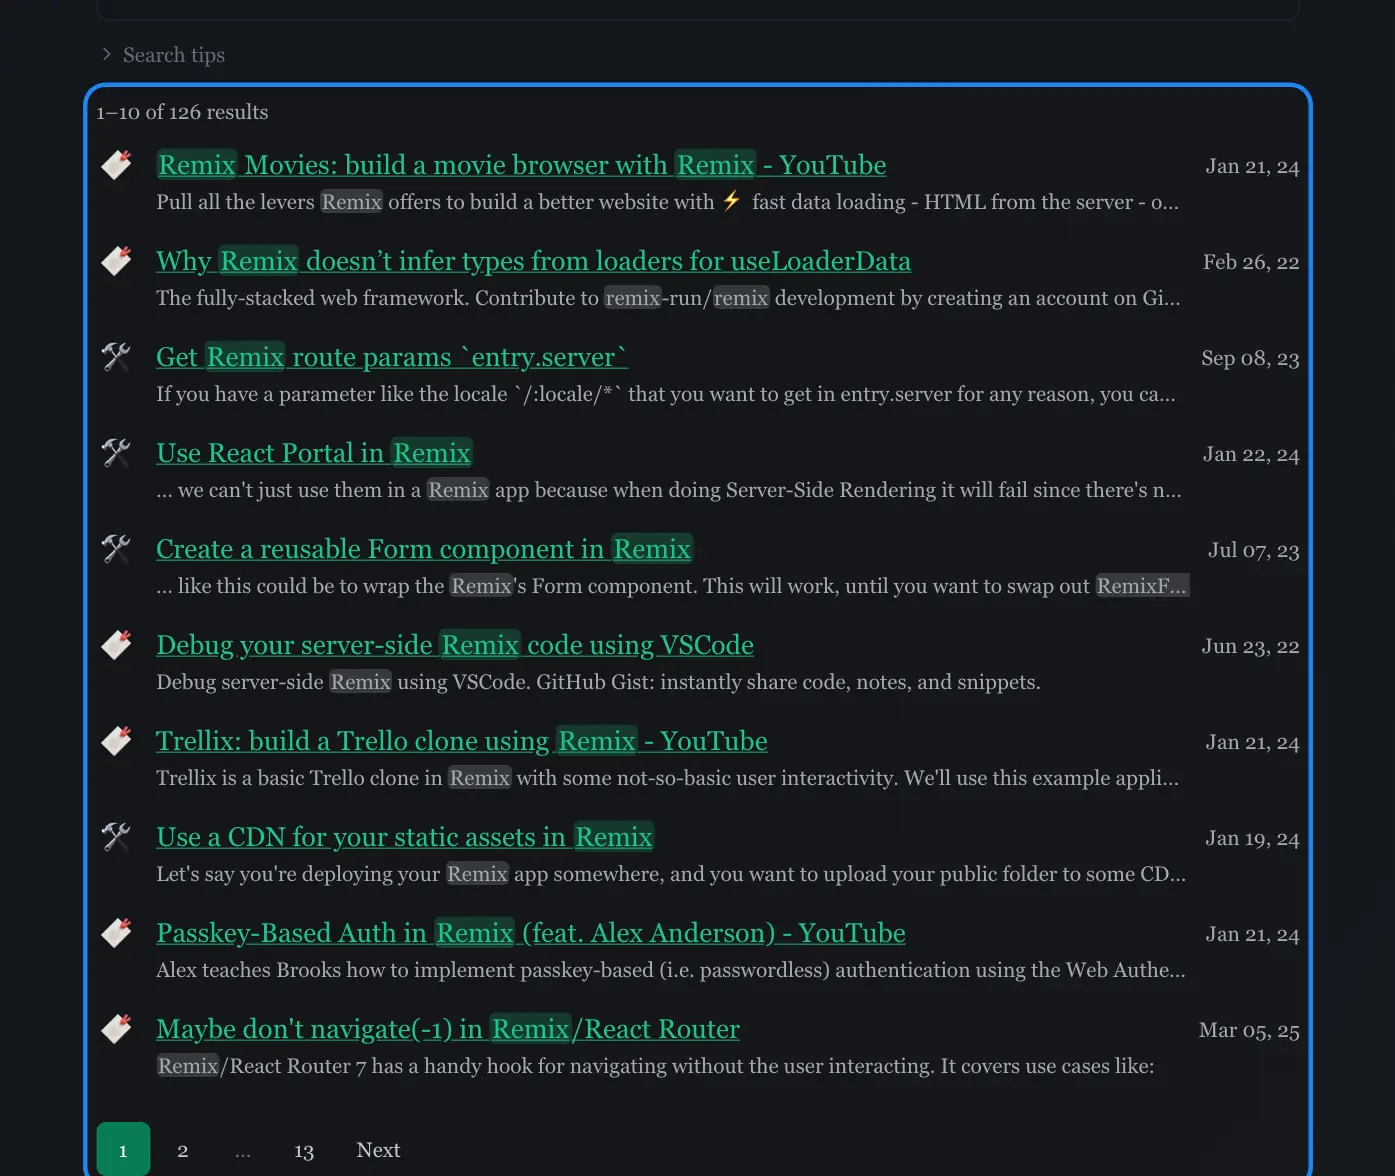 Search tips
1–10 of 126 results
Remix Movies: build a movie browser with Remix - YouTube
Jan 21, 24
Pull all the levers Remix offers to build a better website with ⚡ fast data loading - HTML from the server - o...
Why Remix doesn’t infer types from loaders for useLoaderData
Feb 26, 22
The fully-stacked web framework. Contribute to remix-run/remix development by creating an account on Gi...
Get Remix route params `entry.server`
Sep 08, 23
If you have a parameter like the locale `/:locale/*` that you want to get in entry.server for any reason, you ca...
Use React Portal in Remix
Jan 22, 24
... we can't just use them in a Remix app because when doing Server-Side Rendering it will fail since there's n...
Create a reusable Form component in Remix
Jul 07, 23
... like this could be to wrap the Remix's Form component. This will work, until you want to swap out RemixF...
Debug your server-side Remix code using VSCode
Jun 23, 22
Debug server-side Remix using VSCode. GitHub Gist: instantly share code, notes, and snippets.
Trellix: build a Trello clone using Remix - YouTube
Jan 21, 24
Trellix is a basic Trello clone in Remix with some not-so-basic user interactivity. We'll use this example appli...
Use a CDN for your static assets in Remix
Jan 19, 24
Let's say you're deploying your Remix app somewhere, and you want to upload your public folder to some CD...
Passkey-Based Auth in Remix (feat. Alex Anderson) - YouTube
Jan 21, 24
Alex teaches Brooks how to implement passkey-based (i.e. passwordless) authentication using the Web Authe...
Maybe don't navigate(-1) in Remix/React Router
Mar 05, 25
Remix/React Router 7 has a handy hook for navigating without the user interacting. It covers use cases like:
1 2 ... 13 Next